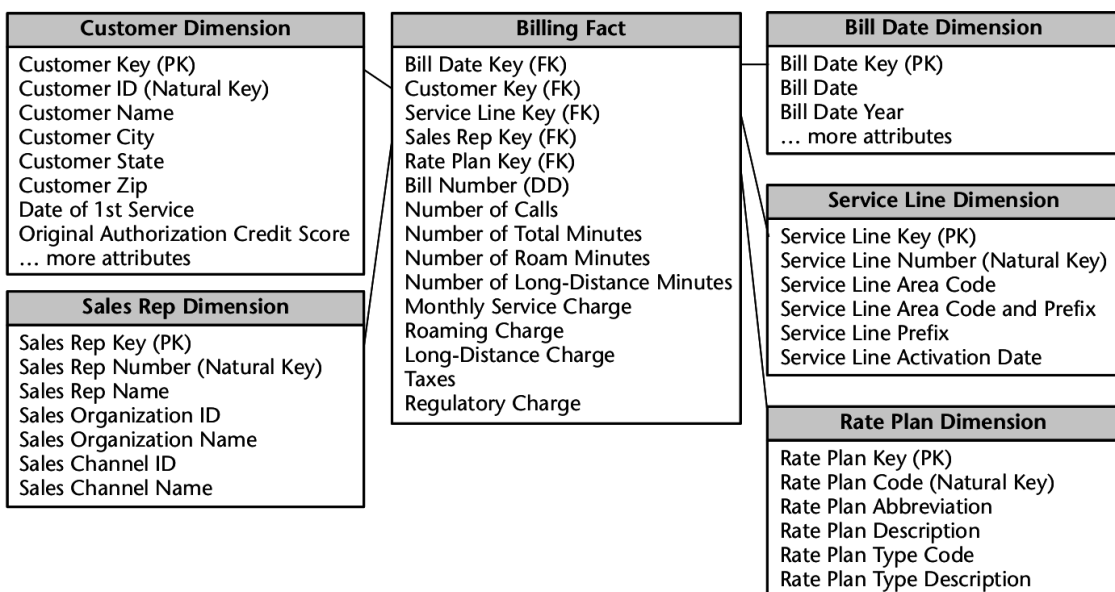 Customer Dimension
Customer Key (PK)
Customer ID (Natural Key)
Customer Name
Customer City
Customer State
Customer Zip
Date of 1st Service
Original Authorization Credit Score
… more attributes
Sales Rep Dimension
Sales Rep Key (PK)
Sales Rep Number (Natural Key)
Sales Rep Name
Sales Organization ID
Sales Organization Name
Sales Channel ID
Sales Channel Name
Billing Fact
Bill Date Key (FK)
Customer Key (FK)
Service Line Key (FK)
Sales Rep Key (FK)
Rate Plan Key (FK)
Bill Number (DD)
Number of Calls
Number of Total Minutes
Number of Roam Minutes
Number of Long-Distance Minutes
Monthly Service Charge
Roaming Charge
Long-Distance Charge
Taxes
Regulatory Charge
Bill Date Dimension
Bill Date Key (PK)
Bill Date
Bill Date Year
… more attributes
Service Line Dimension
Service Line Key (PK)
Service Line Number (Natural Key)
Service Line Area Code
Service Line Area Code and Prefix
Service Line Prefix
Service Line Activation Date
Rate Plan Dimension
Rate Plan Key (PK)
Rate Plan Code (Natural Key)
Rate Plan Abbreviation
Rate Plan Description
Rate Plan Type Code
Rate Plan Type Description